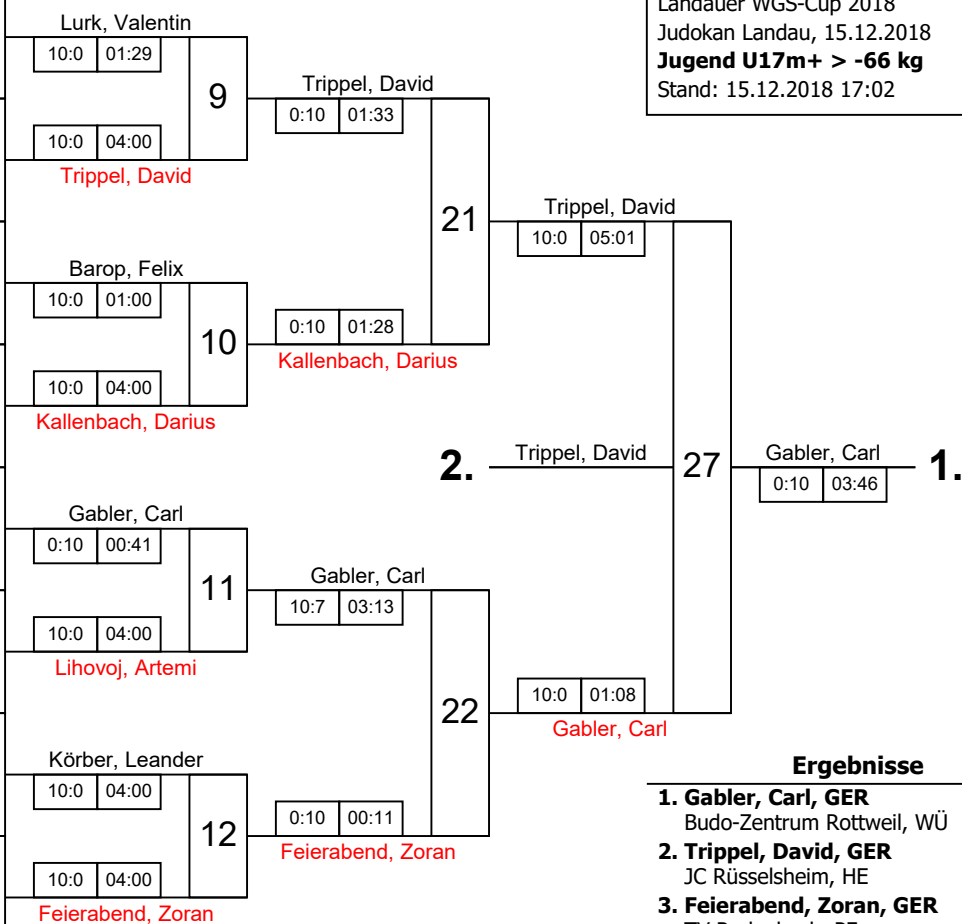 Landauer WGS-Cup 2018
Judokan Landau, 15.12.2018
Jugend U17m+ > -66 kg
Stand: 15.12.2018 17:02
Lurk, Valentin
10:0 01:29
9
10:0 04:00
Trippel, David
Trippel, David
0:10 01:33
21
Barop, Felix
10:0 01:00
10
10:0 04:00
Kallenbach, Darius
0:10 01:28
Kallenbach, Darius
Trippel, David
10:0 05:01
2. Trippel, David
27
Gabler, Carl
0:10 03:46
1.
Gabler, Carl
0:10 00:41
11
10:0 04:00
Lihovoj, Artemi
Gabler, Carl
10:7 03:13
22
10:0 01:08
Gabler, Carl
Körber, Leander
10:0 04:00
12
10:0 04:00
Feierabend, Zoran
0:10 00:11
Feierabend, Zoran
Ergebnisse
1. Gabler, Carl, GER
Budo-Zentrum Rottweil, WÜ
2. Trippel, David, GER
JC Rüsselsheim, HE
3. Feierabend, Zoran, GER